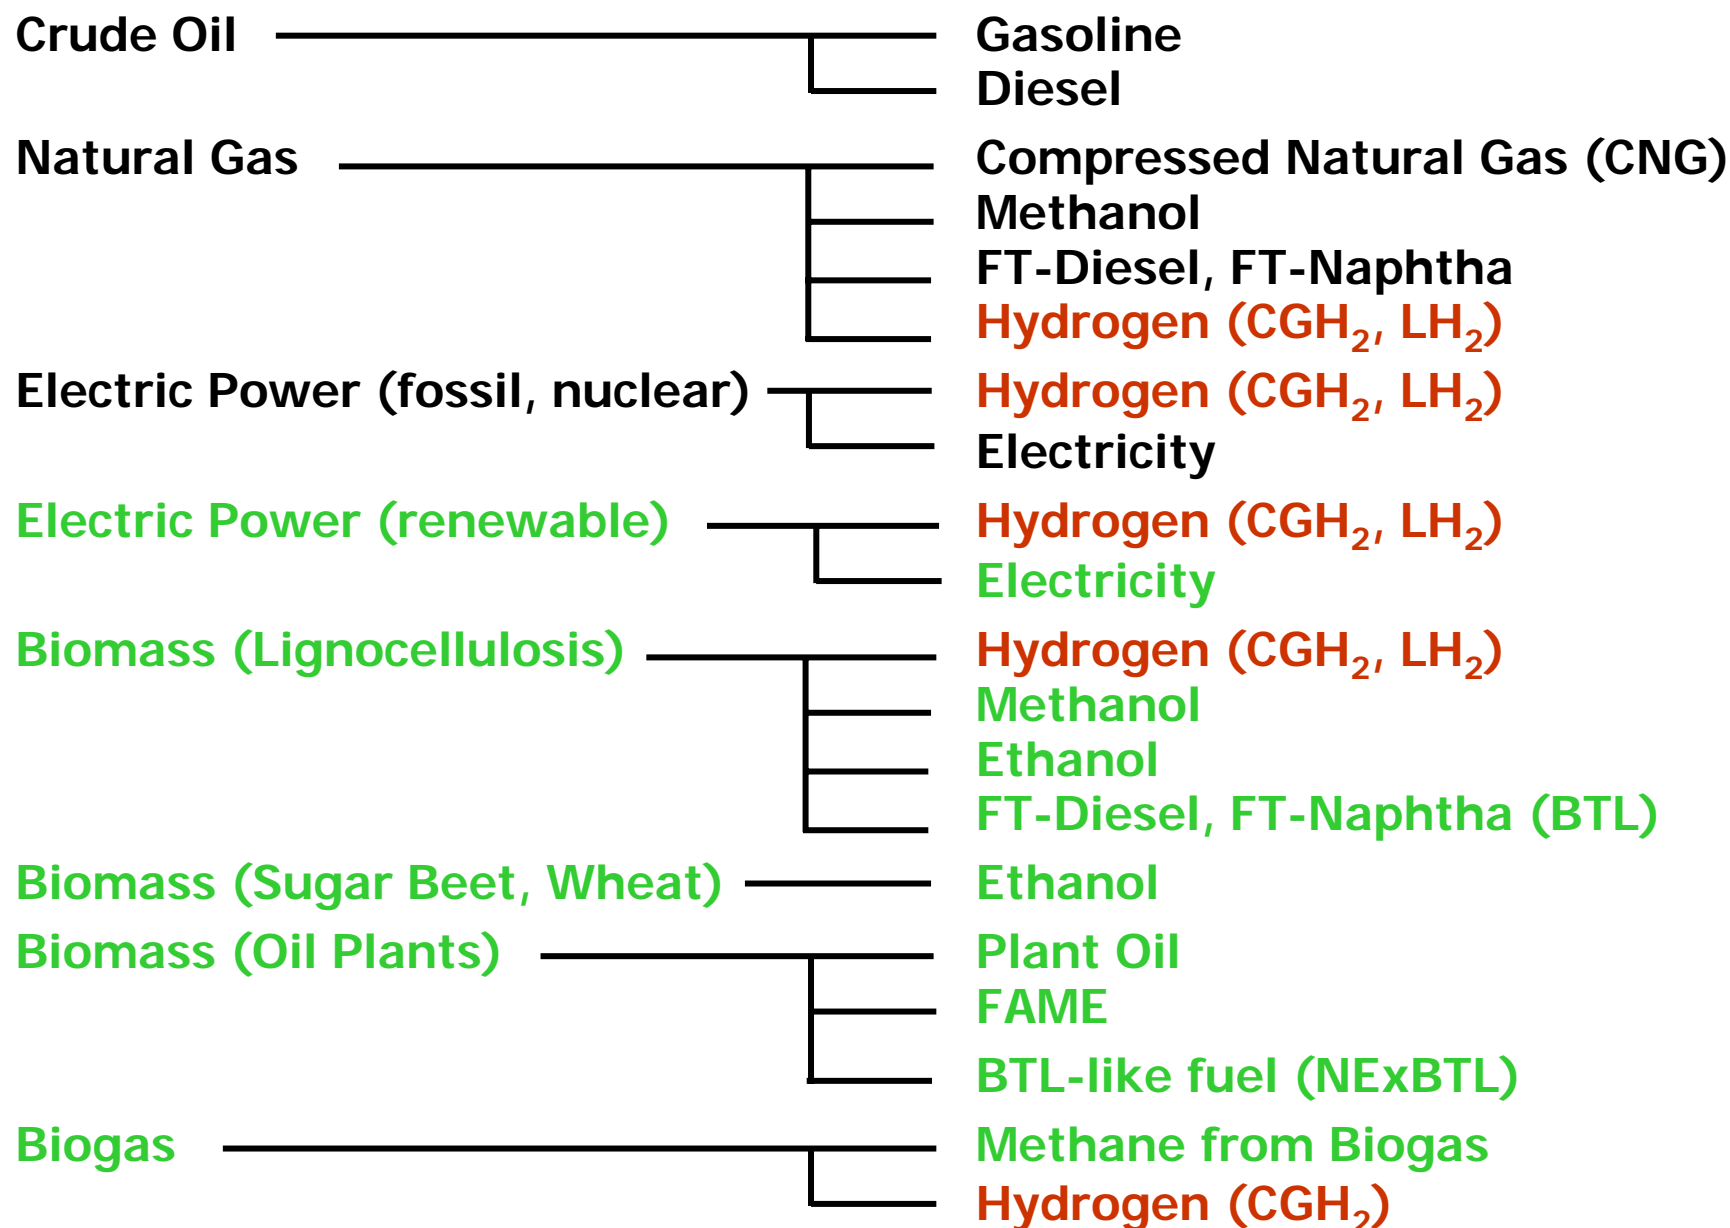 Crude Oil Gasoline
Diesel
Natural Gas Compressed Natural Gas (CNG)
Methanol
FT-Diesel, FT-Naphtha
Hydrogen (CGH₂, LH₂)
Electric Power (fossil, nuclear) Hydrogen (CGH₂, LH₂)
Electricity
Electric Power (renewable) Hydrogen (CGH₂, LH₂)
Electricity
Biomass (Lignocellulosis) Hydrogen (CGH₂, LH₂)
Methanol
Ethanol
FT-Diesel, FT-Naphtha (BTL)
Biomass (Sugar Beet, Wheat) Ethanol
Biomass (Oil Plants) Plant Oil
FAME
BTL-like fuel (NExBTL)
Biogas Methane from Biogas
Hydrogen (CGH₂)